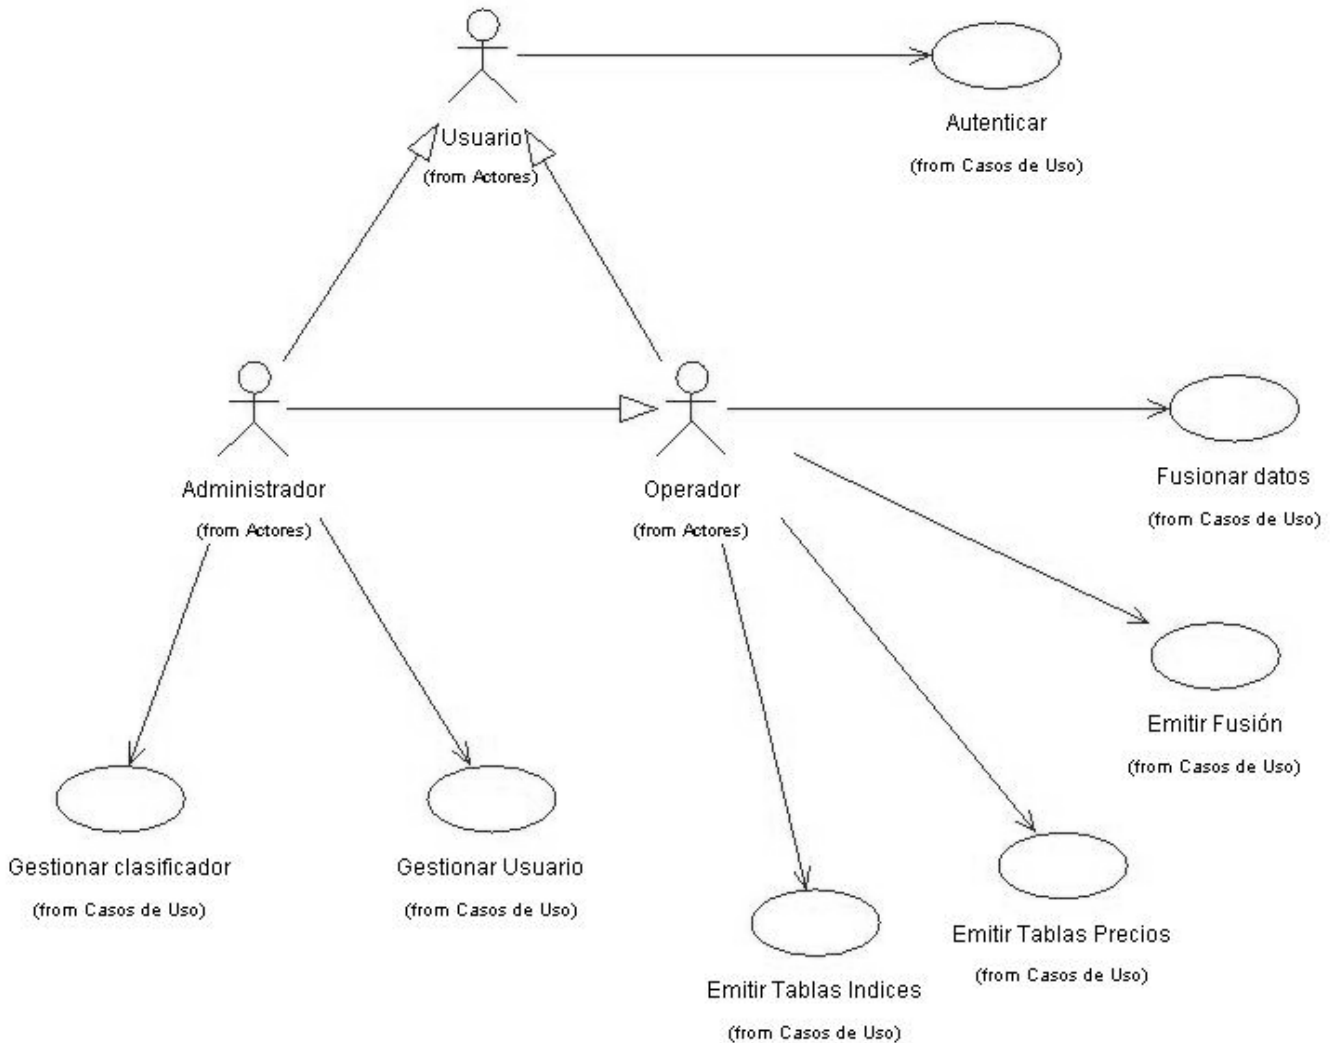 Usuario
(from Actores)
Autenticar
(from Casos de Uso)
Administrador
(from Actores)
Operador
(from Actores)
Fusionar datos
(from Casos de Uso)
Emitir Fusión
(from Casos de Uso)
Gestionar clasificador
(from Casos de Uso)
Gestionar Usuario
(from Casos de Uso)
Emitir Tablas Precios
(from Casos de Uso)
Emitir Tablas Indices
(from Casos de Uso)